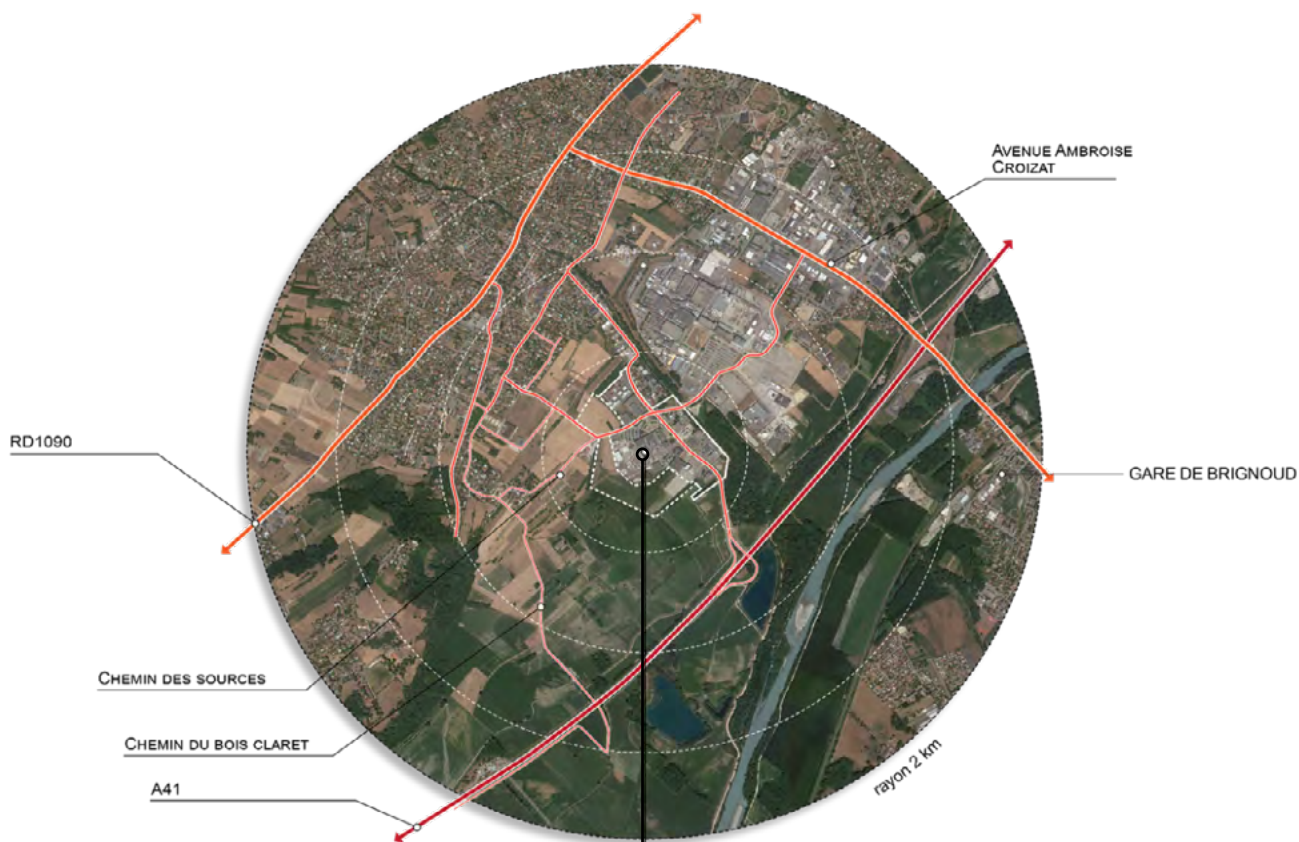 AVENUE AMBROISE
CROIZAT
RD1090
GARE DE BRIGNOUD
CHEMIN DES SOURCES
CHEMIN DU BOIS CLARET
A41
rayon 2 km